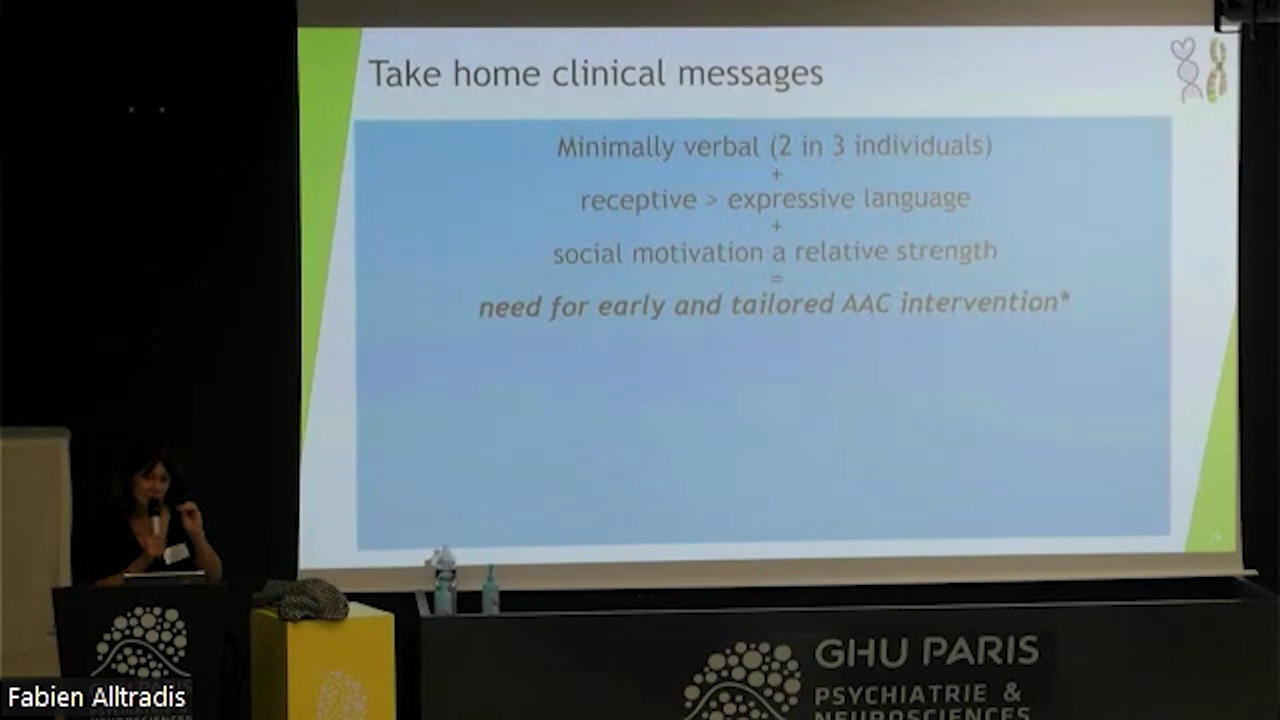 Take home clinical messages
Minimally verbal (2 in 3 individuals)
+
receptive > expressive language
+
social motivation a relative strength
=
need for early and tailored AAC intervention*
GHU PARIS
PSYCHIATRIE &
NEUROSCIENCES
Fabien Alltradis